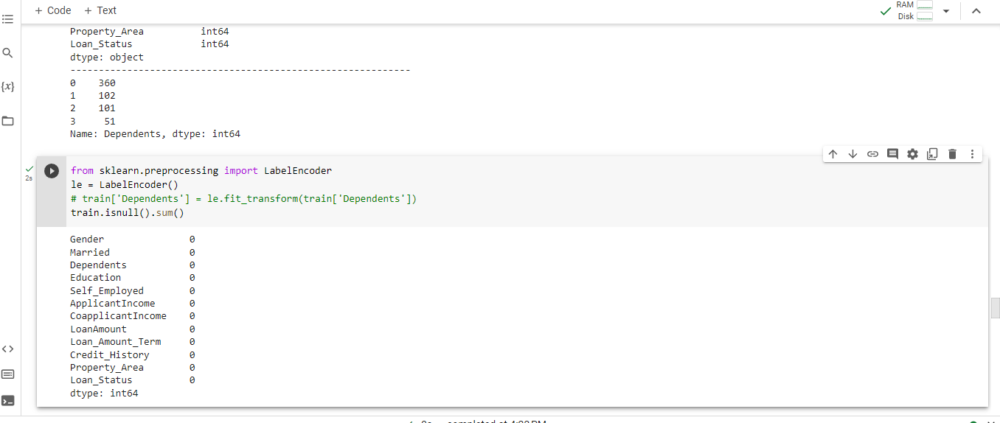 + Code + Text
RAM
Disk
Property_Area int64
Loan_Status int64
dtype: object
------------------------------------------------------------
0 360
1 102
2 101
3 51
Name: Dependents, dtype: int64
{x}
2s
from sklearn.preprocessing import LabelEncoder
le = LabelEncoder()
# train['Dependents'] = le.fit_transform(train['Dependents'])
train.isnull().sum()
Gender 0
Married 0
Dependents 0
Education 0
Self_Employed 0
ApplicantIncome 0
CoapplicantIncome 0
LoanAmount 0
Loan_Amount_Term 0
Credit_History 0
Property_Area 0
Loan_Status 0
dtype: int64
completed at